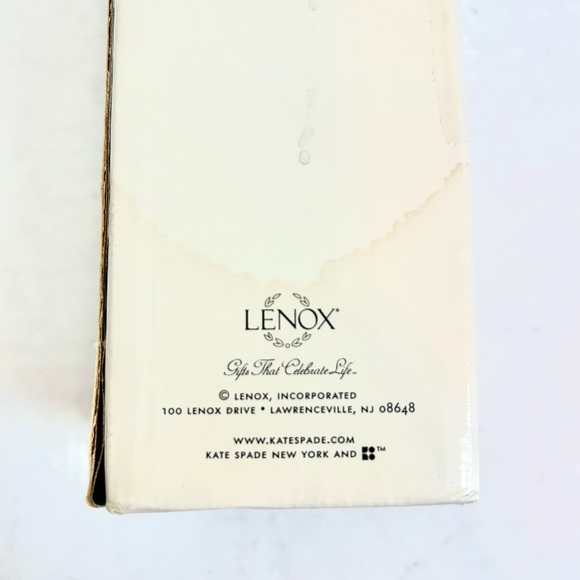 LENOX®
Gifts That Celebrate Life™
© LENOX, INCORPORATED
100 LENOX DRIVE • LAWRENCEVILLE, NJ 08648
WWW.KATESPADE.COM
KATE SPADE NEW YORK AND ™